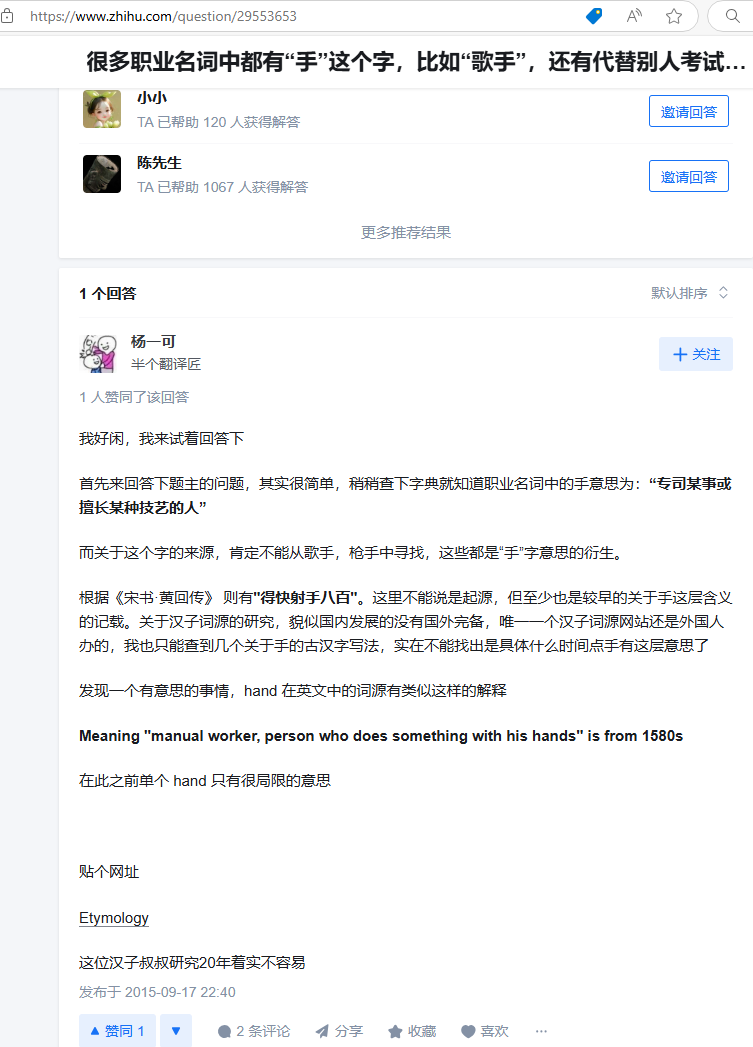 https://www.zhihu.com/question/29553653
很多职业名词中都有“手”这个字，比如“歌手”，还有代替别人考试…
小小
TA 已帮助 120 人获得解答
邀请回答
陈先生
TA 已帮助 1067 人获得解答
邀请回答
更多推荐结果
1 个回答
默认排序
杨一可
半个翻译匠
关注
1 人赞同了该回答
我好闲，我来试着回答下
首先来回答下题主的问题，其实很简单，稍稍查下字典就知道职业名词中的手意思为：“专司某事或
擅长某种技艺的人”
而关于这个字的来源，肯定不能从歌手，枪手中寻找，这些都是“手”字意思的衍生。
根据《宋书·黄回传》 则有"得快射手八百"。这里不能说是起源，但至少也是较早的关于手这层含义
的记载。关于汉子词源的研究，貌似国内发展的没有国外完备，唯一一个汉子词源网站还是外国人
办的，我也只能查到几个关于手的古汉字写法，实在不能找出是具体什么时间点手有这层意思了
发现一个有意思的事情，hand 在英文中的词源有类似这样的解释
Meaning "manual worker, person who does something with his hands" is from 1580s
在此之前单个 hand 只有很局限的意思
贴个网址
Etymology
这位汉子叔叔研究20年着实不容易
发布于 2015-09-17 22:40
赞同 1
2 条评论
分享
收藏
喜欢